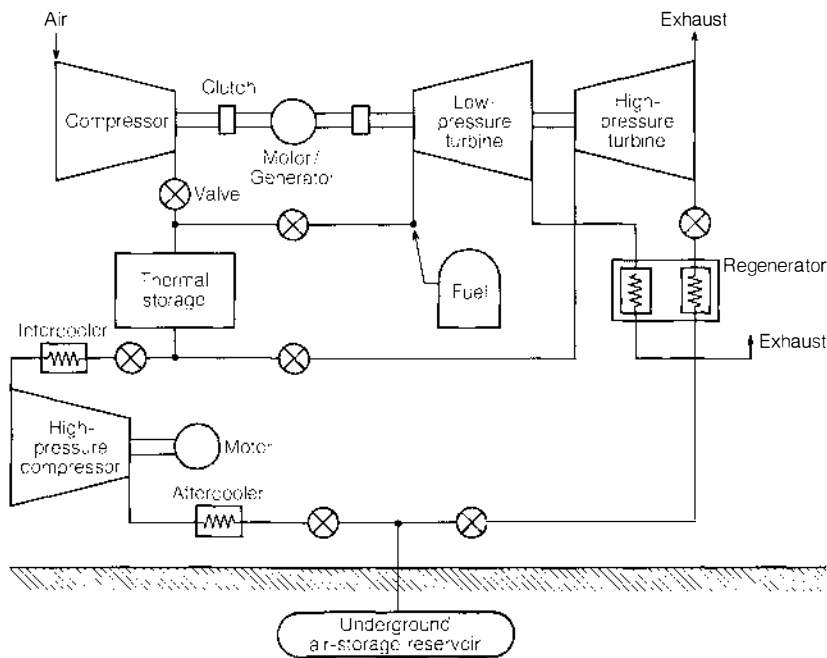 Air
Exhaust
Clutch
Compressor
Low-
pressure
turbine
High-
pressure
turbine
Motor/
Generator
Valve
Thermal
storage
Fuel
Regenerator
Intercooler
Exhaust
High-
pressure
compressor
Motor
Aftercooler
Underground
air-storage reservoir